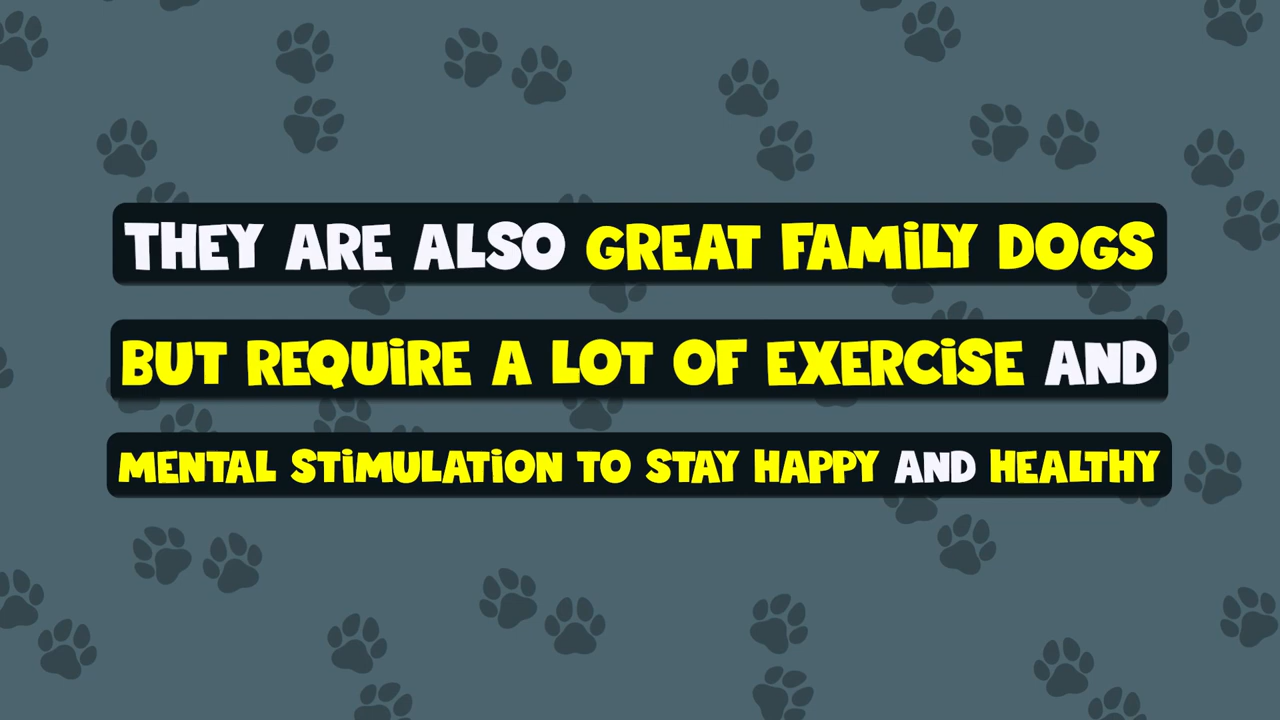 THEY ARE ALSO GREAT FAMiLY DOGS
BUT REQUiRE A LOT OF EXERCiSE AND
MENTAL STiMULATiON TO STAY HAPPY AND HEALTHY